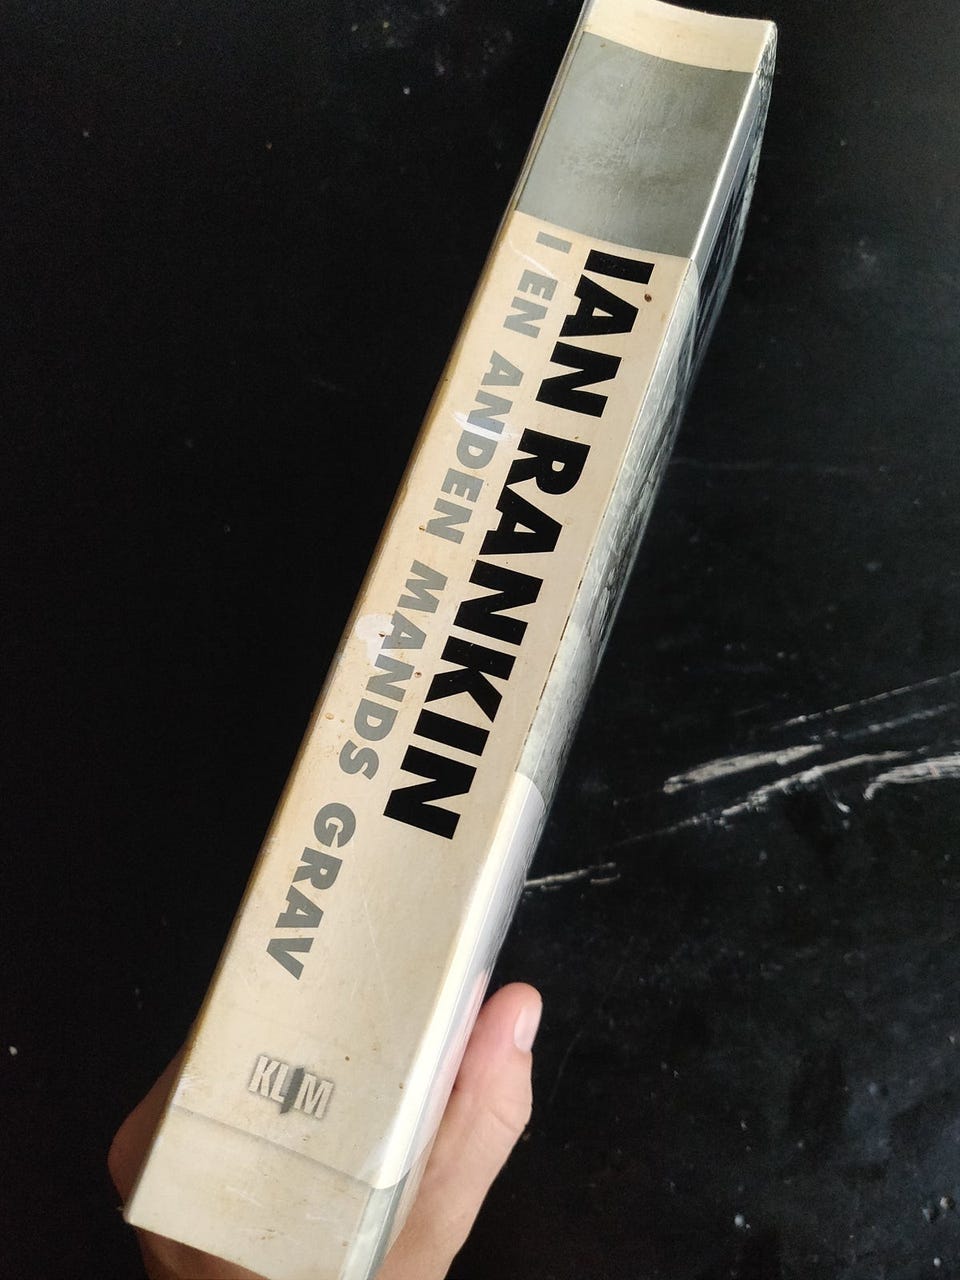 IAN RANKIN
I EN ANDEN MANDS GRAV
KLIM